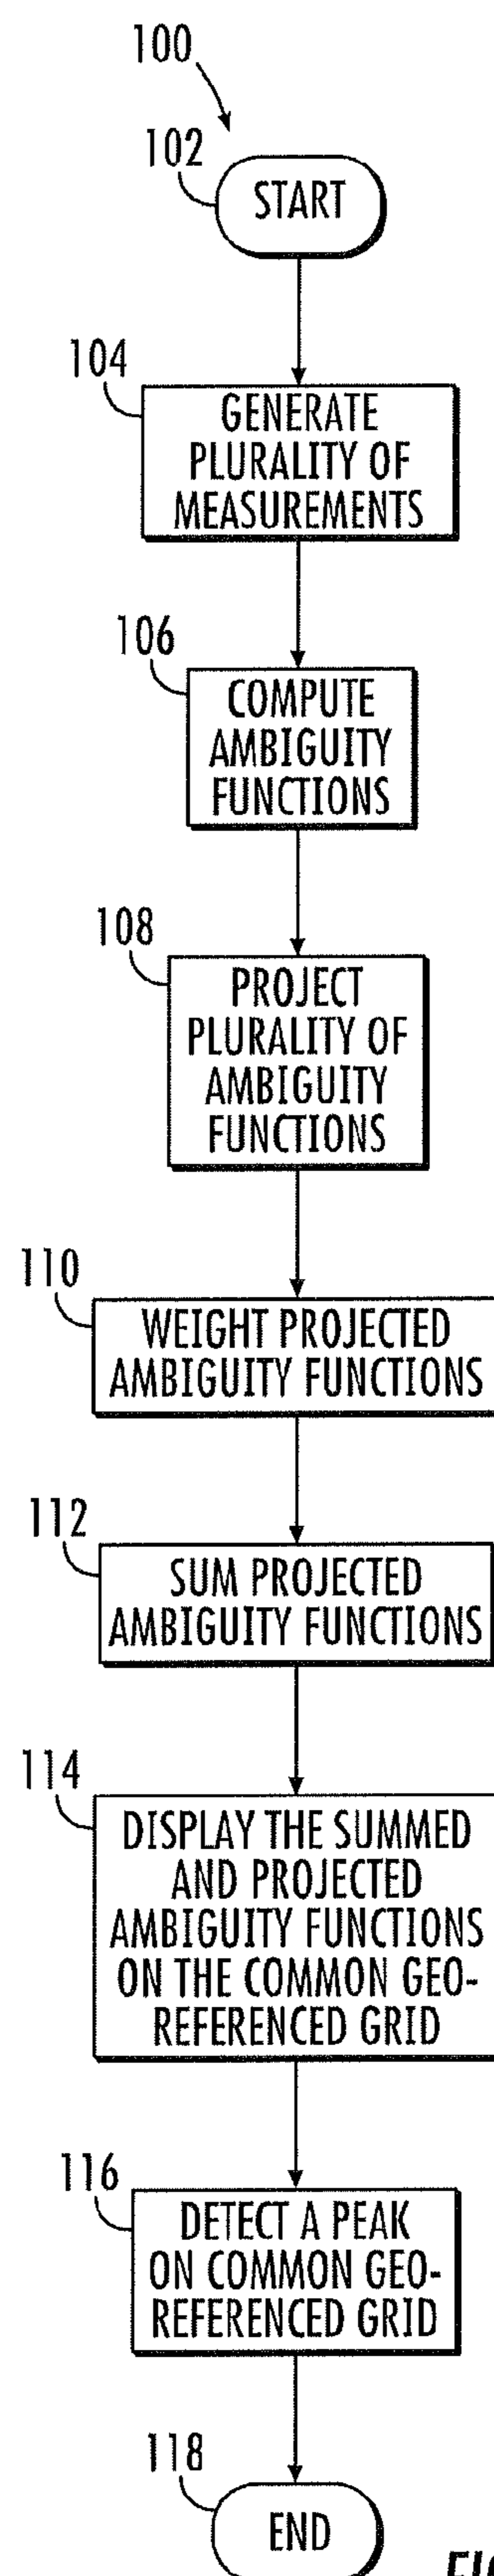 100
102
START
104
GENERATE
PLURALITY OF
MEASUREMENTS
106
COMPUTE
AMBIGUITY
FUNCTIONS
108
PROJECT
PLURALITY OF
AMBIGUITY
FUNCTIONS
110
WEIGHT PROJECTED
AMBIGUITY FUNCTIONS
112
SUM PROJECTED
AMBIGUITY FUNCTIONS
114
DISPLAY THE SUMMED
AND PROJECTED
AMBIGUITY FUNCTIONS
ON THE COMMON GEO-
REFERENCED GRID
116
DETECT A PEAK
ON COMMON GEO-
REFERENCED GRID
118
END